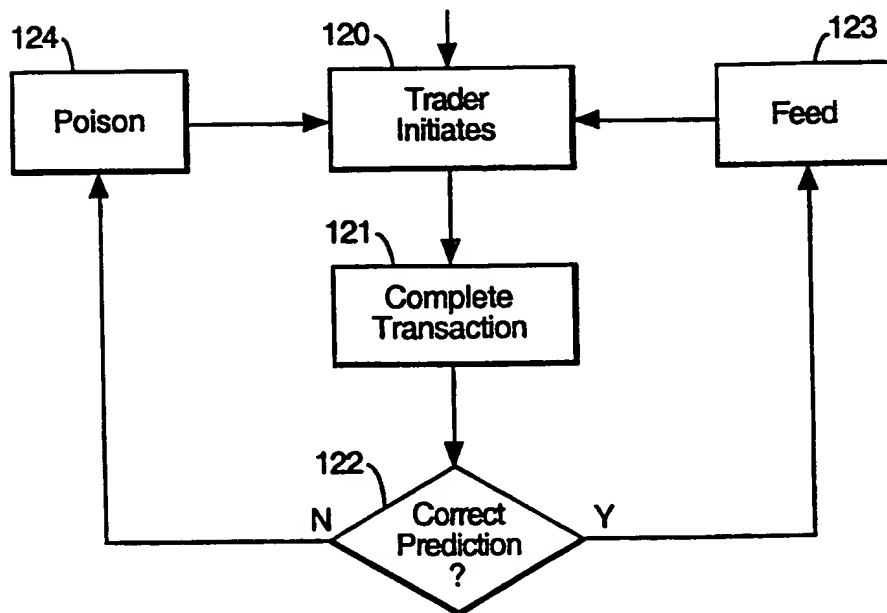 124
120
123
Poison
Trader
Initiates
Feed
121
Complete
Transaction
122
N
Correct
Prediction
?
Y